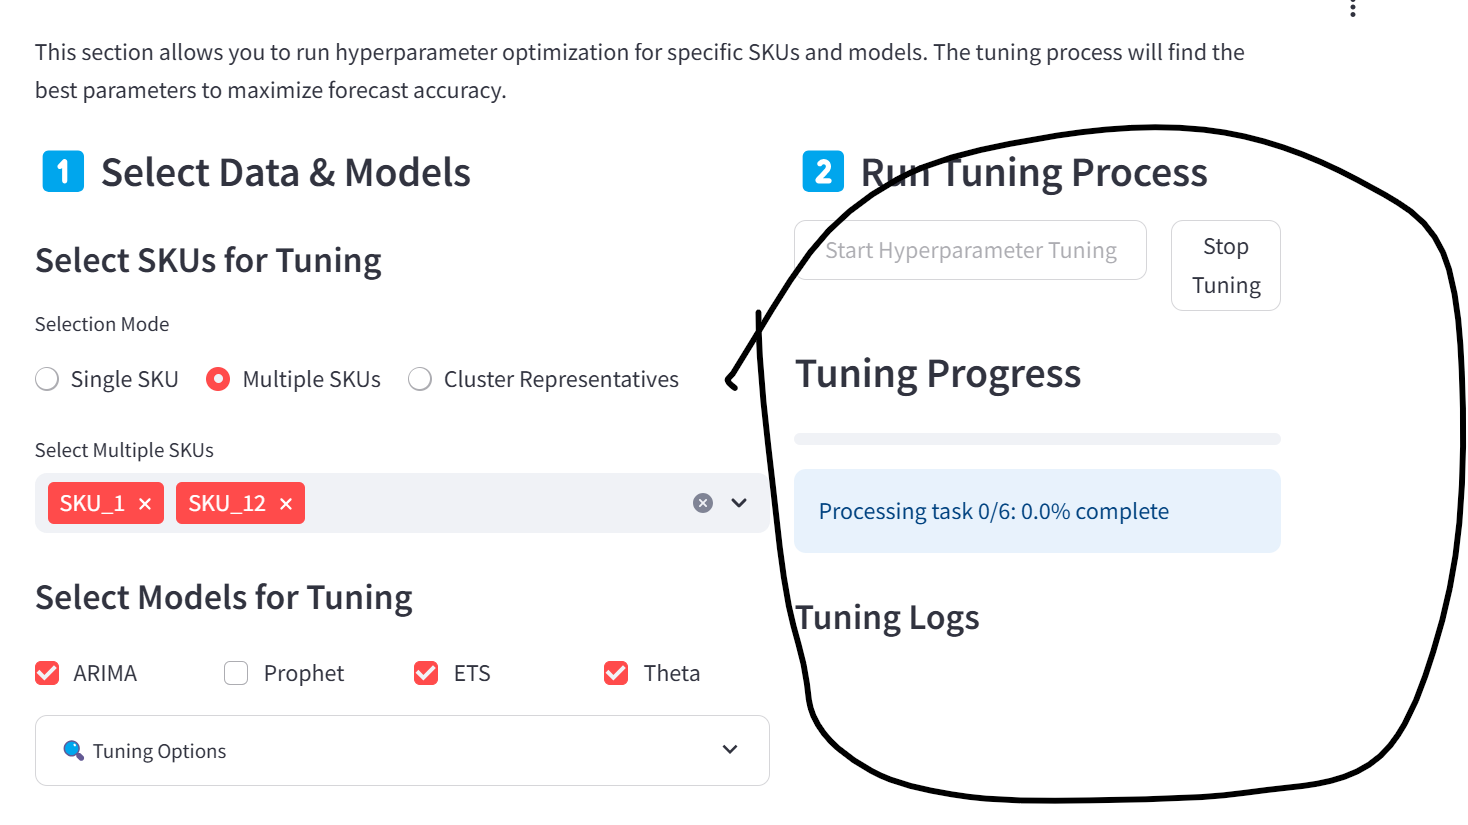 This section allows you to run hyperparameter optimization for specific SKUs and models. The tuning process will find the
best parameters to maximize forecast accuracy.
1 Select Data & Models
Select SKUs for Tuning
Selection Mode
Single SKU Multiple SKUs Cluster Representatives
Select Multiple SKUs
SKU_1 × SKU_12 ×
Select Models for Tuning
ARIMA Prophet ETS Theta
Tuning Options
2 Run Tuning Process
Start Hyperparameter Tuning
Stop
Tuning
Tuning Progress
Processing task 0/6: 0.0% complete
Tuning Logs